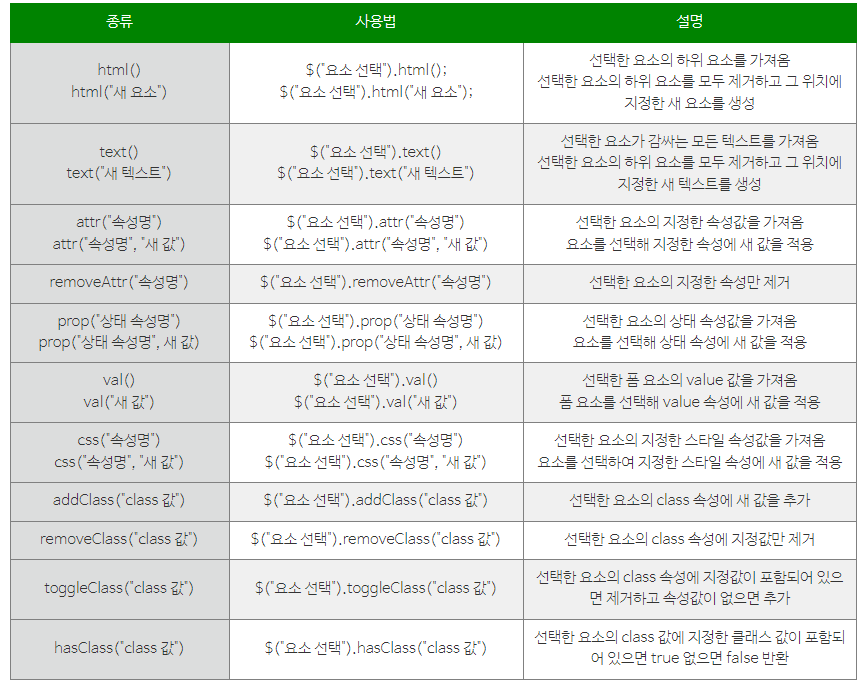 종류 사용법 설명
html() $("요소 선택").html(); 선택한 요소의 하위 요소를 가져옴
html("새 요소") $("요소 선택").html("새 요소"); 선택한 요소의 하위 요소를 모두 제거하고 그 위치에
지정한 새 요소를 생성
text() $("요소 선택").text() 선택한 요소가 감싸는 모든 텍스트를 가져옴
text("새 텍스트") $("요소 선택").text("새 텍스트") 선택한 요소의 하위 요소를 모두 제거하고 그 위치에
지정한 새 텍스트를 생성
attr("속성명") $("요소 선택").attr("속성명") 선택한 요소의 지정한 속성값을 가져옴
attr("속성명", "새 값") $("요소 선택").attr("속성명", "새 값") 요소를 선택해 지정한 속성에 새 값을 적용
removeAttr("속성명") $("요소 선택").removeAttr("속성명") 선택한 요소의 지정한 속성만 제거
prop("상태 속성명") $("요소 선택").prop("상태 속성명") 선택한 요소의 상태 속성값을 가져옴
prop("상태 속성명", 새 값) $("요소 선택").prop("상태 속성명", 새 값) 요소를 선택해 상태 속성에 새 값을 적용
val() $("요소 선택").val() 선택한 폼 요소의 value 값을 가져옴
val("새 값") $("요소 선택").val("새 값") 폼 요소를 선택해 value 속성에 새 값을 적용
css("속성명") $("요소 선택").css("속성명") 선택한 요소의 지정한 스타일 속성값을 가져옴
css("속성명", "새 값") $("요소 선택").css("속성명", "새 값") 요소를 선택하여 지정한 스타일 속성에 새 값을 적용
addClass("class 값") $("요소 선택").addClass("class 값") 선택한 요소의 class 속성에 새 값을 추가
removeClass("class 값") $("요소 선택").removeClass("class 값") 선택한 요소의 class 속성에 지정값만 제거
toggleClass("class 값") $("요소 선택").toggleClass("class 값") 선택한 요소의 class 속성에 지정값이 포함되어 있으
면 제거하고 속성값이 없으면 추가
hasClass("class 값") $("요소 선택").hasClass("class 값") 선택한 요소의 class 값에 지정한 클래스 값이 포함되
어 있으면 true 없으면 false 반환